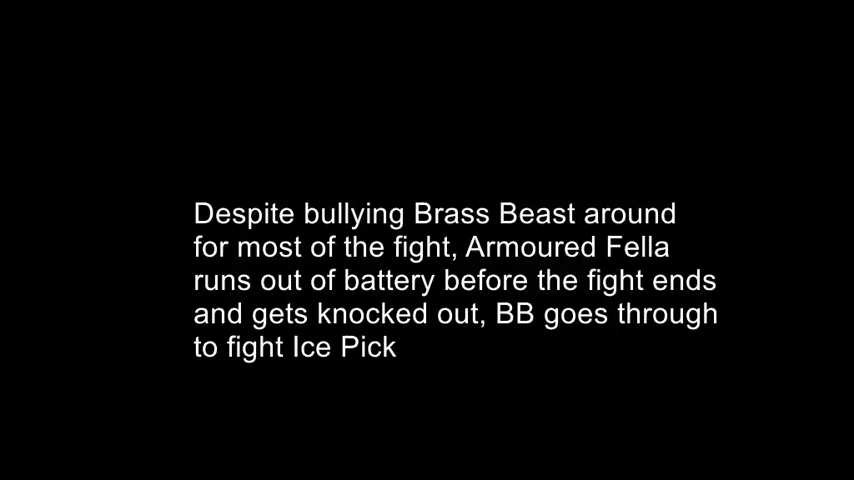 Despite bullying Brass Beast around
for most of the fight, Armoured Fella
runs out of battery before the fight ends
and gets knocked out, BB goes through
to fight Ice Pick